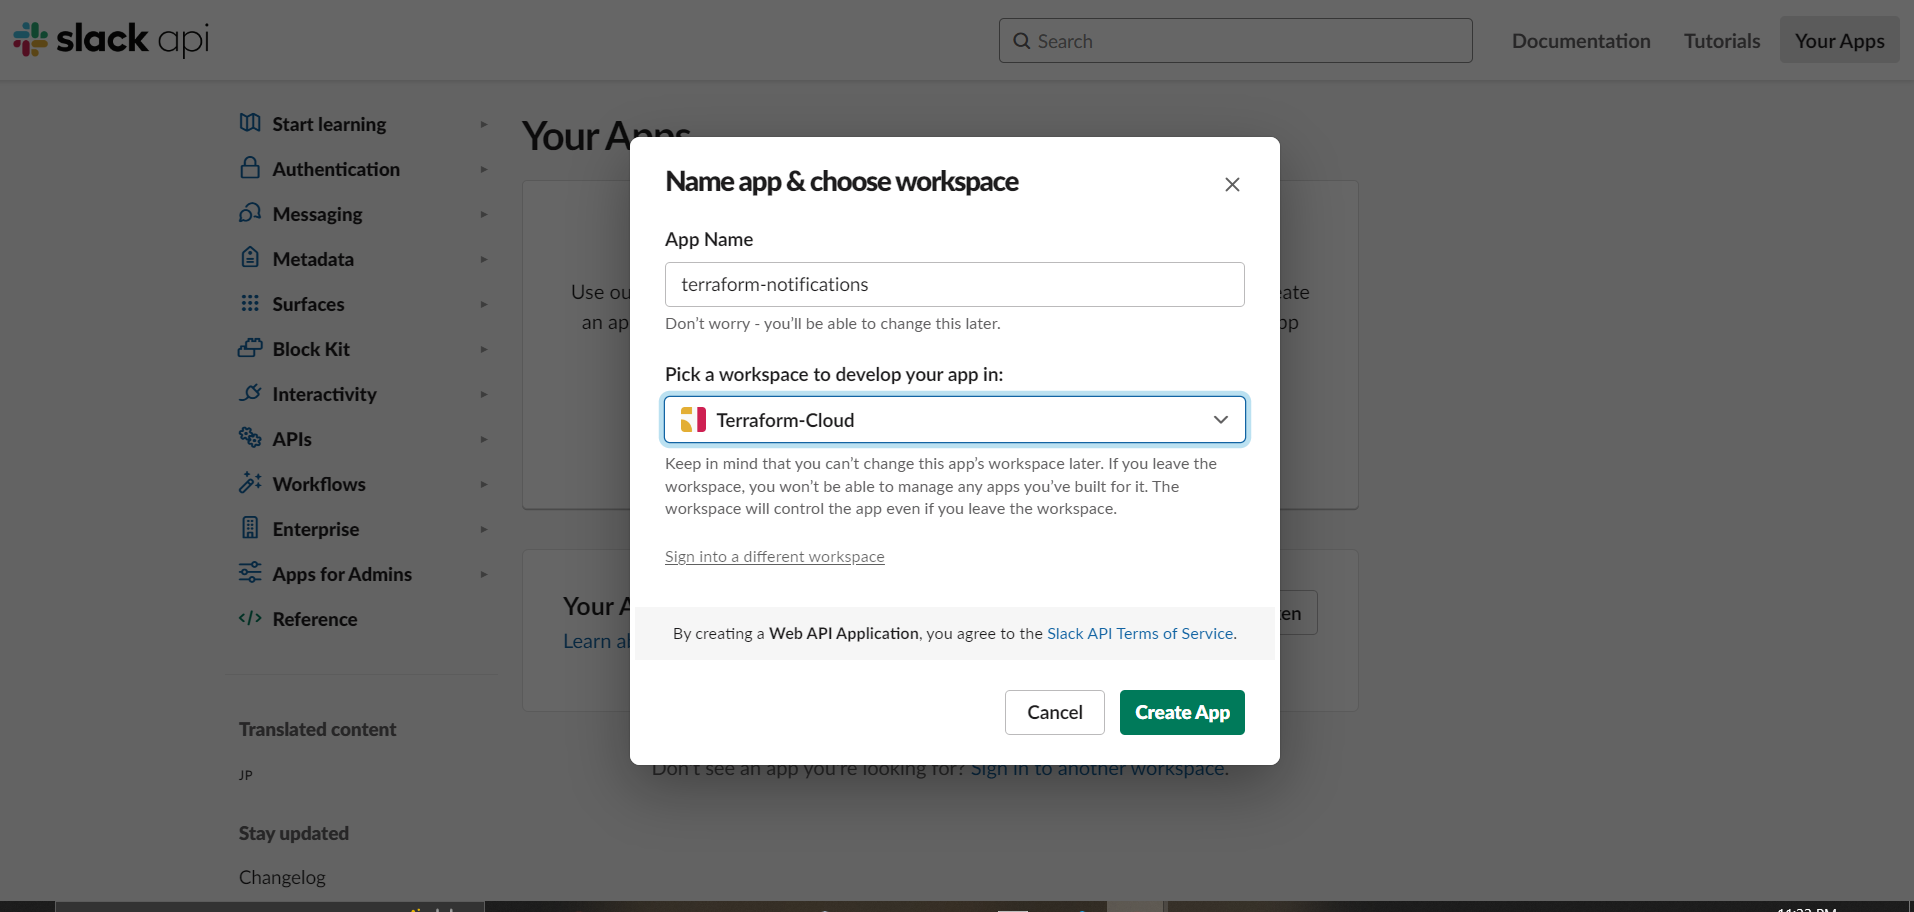 slack api
Search
Documentation
Tutorials
Your Apps
Start learning
Authentication
Messaging
Metadata
Surfaces
Block Kit
Interactivity
APIs
Workflows
Enterprise
Apps for Admins
Reference
Translated content
JP
Stay updated
Changelog
Your Apps
Use
an
Your
Learn
Name app & choose workspace
App Name
terraform-notifications
Don’t worry - you’ll be able to change this later.
Pick a workspace to develop your app in:
Terraform-Cloud
Keep in mind that you can’t change this app’s workspace later. If you leave the
workspace, you won’t be able to manage any apps you’ve built for it. The
workspace will control the app even if you leave the workspace.
Sign into a different workspace
By creating a Web API Application, you agree to the Slack API Terms of Service.
Cancel
Create App
Don't see an app you're looking for? Sign in to another workspace.